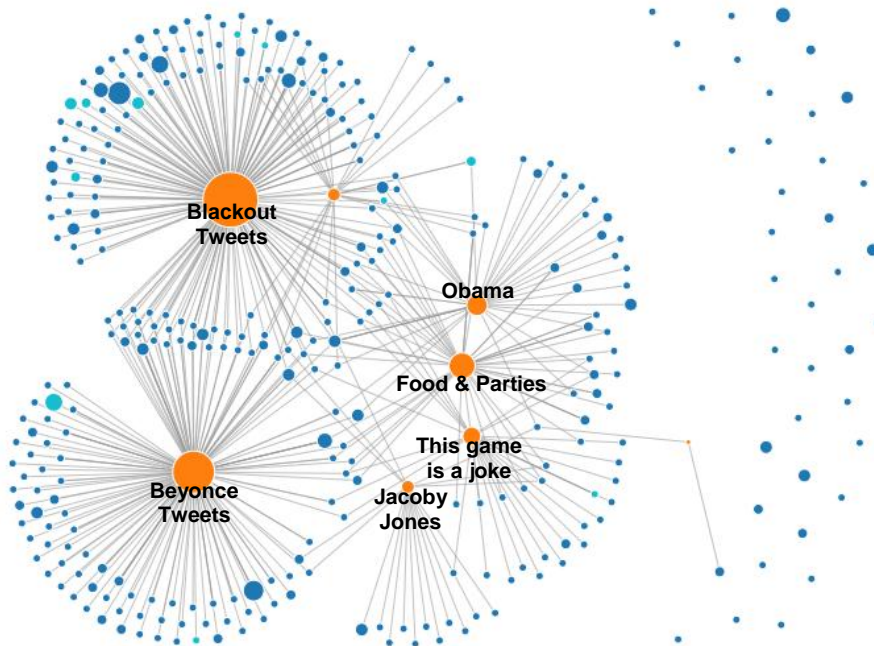 Blackout
Tweets
Obama
Food & Parties
This game
is a joke
Beyonce
Tweets
Jacoby
Jones